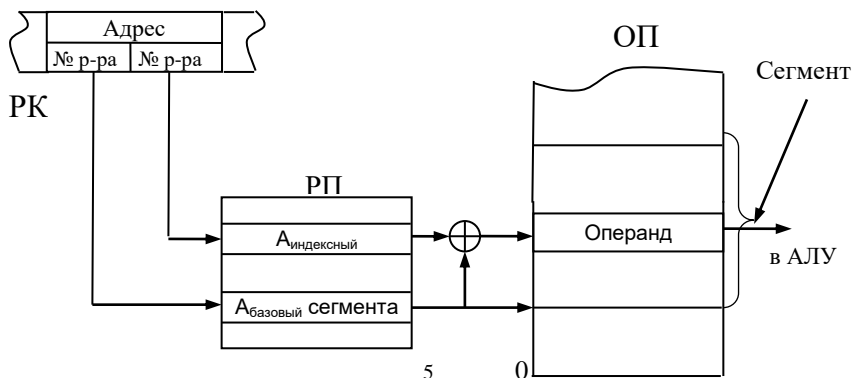 Адрес
№ р-ра № р-ра
РК
ОП
Сегмент
РП
Аиндексный
Операнд
в АЛУ
Абазовый сегмента
5
0